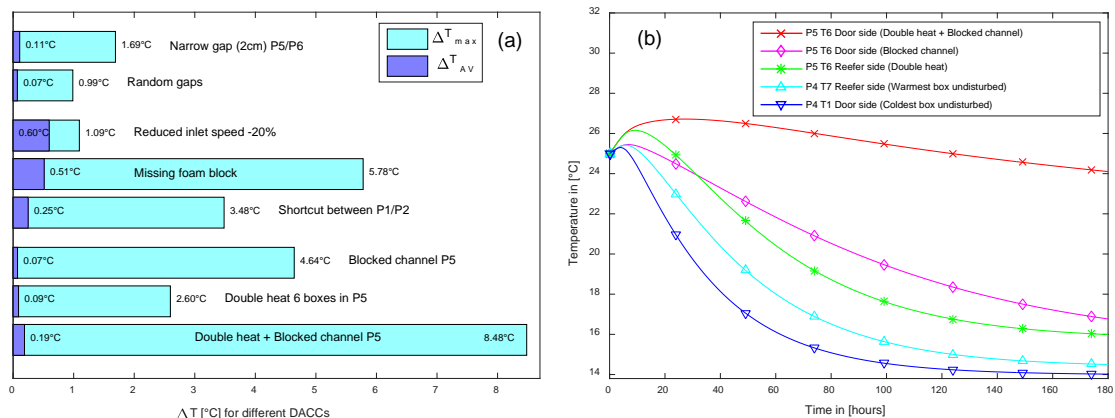 (a)
ΔT max
ΔT AV
0.11°C 1.69°C Narrow gap (2cm) P5/P6
0.07°C 0.99°C Random gaps
0.60°C 1.09°C Reduced inlet speed -20%
0.51°C Missing foam block 5.78°C
0.25°C 3.48°C Shortcut between P1/P2
0.07°C 4.64°C Blocked channel P5
0.09°C 2.60°C Double heat 6 boxes in P5
0.19°C Double heat + Blocked channel P5 8.48°C
0 1 2 3 4 5 6 7 8
Δ T [°C] for different DACCs
(b)
P5 T6 Door side (Double heat + Blocked channel)
P5 T6 Door side (Blocked channel)
P5 T6 Reefer side (Double heat)
P4 T7 Reefer side (Warmest box undisturbed)
P4 T1 Door side (Coldest box undisturbed)
Temperature in [°C]
32
30
28
26
24
22
20
18
16
14
0 20 40 60 80 100 120 140 160 180
Time in [hours]